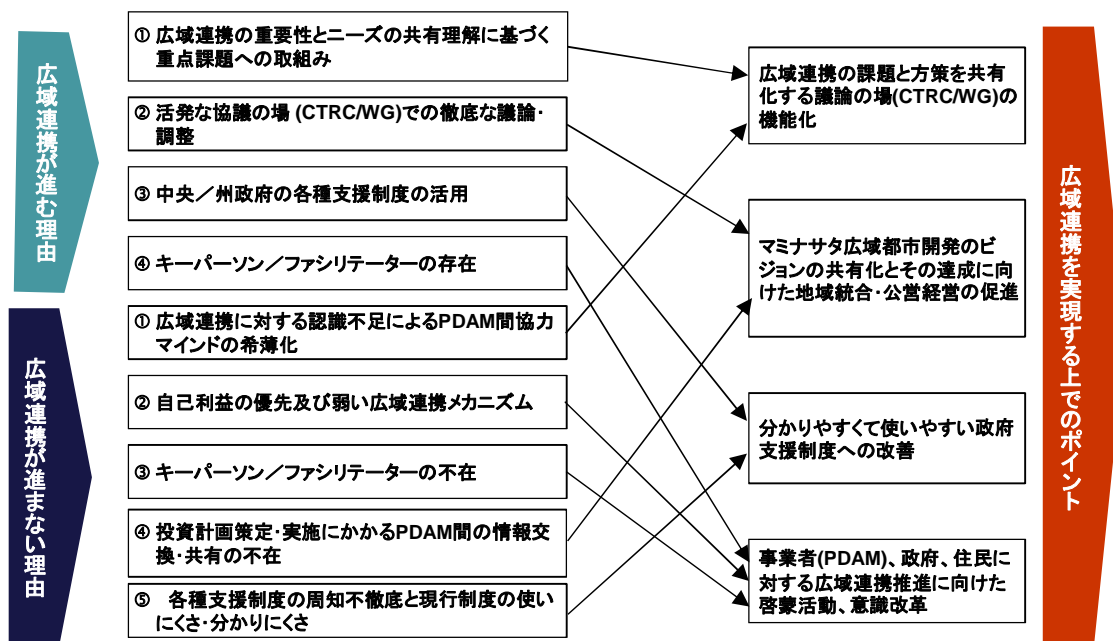 広域連携が進む理由
① 広域連携の重要性とニーズの共有理解に基づく
重点課題への取組み
② 活発な協議の場 (CTRC/WG)での徹底な議論・
調整
③ 中央／州政府の各種支援制度の活用
④ キーパーソン／ファシリテーターの存在
広域連携が進まない理由
① 広域連携に対する認識不足によるPDAM間協力
マインドの希薄化
② 自己利益の優先及び弱い広域連携メカニズム
③ キーパーソン／ファシリテーターの不在
④ 投資計画策定・実施にかかるPDAM間の情報交
換・共有の不在
⑤ 各種支援制度の周知不徹底と現行制度の使い
にくさ・分かりにくさ
広域連携の課題と方策を共有
化する議論の場(CTRC/WG)の
機能化
マミナサタ広域都市開発のビ
ジョンの共有化とその達成に向
けた地域統合・公営経営の促進
分かりやすくて使いやすい政府
支援制度への改善
事業者(PDAM)、政府、住民に
対する広域連携推進に向けた
啓蒙活動、意識改革
広域連携を実現する上でのポイント